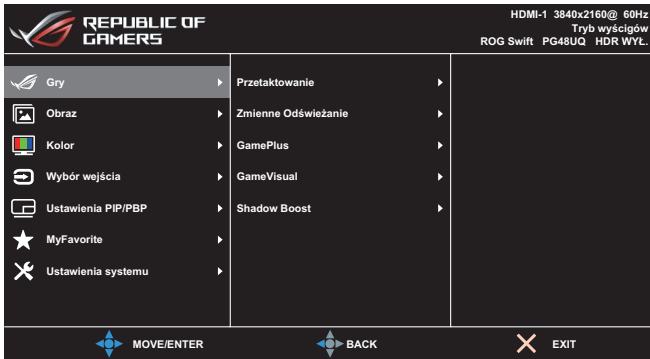 REPUBLIC OF
GAMERS
HDMI-1 3840x2160@ 60Hz
Tryb wyścigów
ROG Swift PG48UQ HDR WYŁ.
Gry
Obraz
Kolor
Wybór wejścia
Ustawienia PIP/PBP
MyFavorite
Ustawienia systemu
Przetaktowanie
Zmienne Odświeżanie
GamePlus
GameVisual
Shadow Boost
MOVE/ENTER
BACK
EXIT